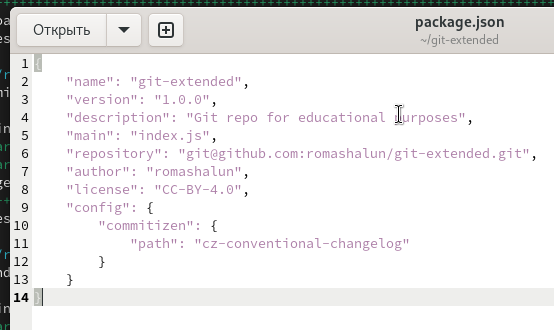 Открыть
package.json
~/git-extended
1 {
2     "name": "git-extended",
3     "version": "1.0.0",
4     "description": "Git repo for educational purposes",
5     "main": "index.js",
6     "repository": "git@github.com:romashalun/git-extended.git",
7     "author": "romashalun",
8     "license": "CC-BY-4.0",
9     "config": {
10         "commitizen": {
11             "path": "cz-conventional-changelog"
12         }
13     }
14 }